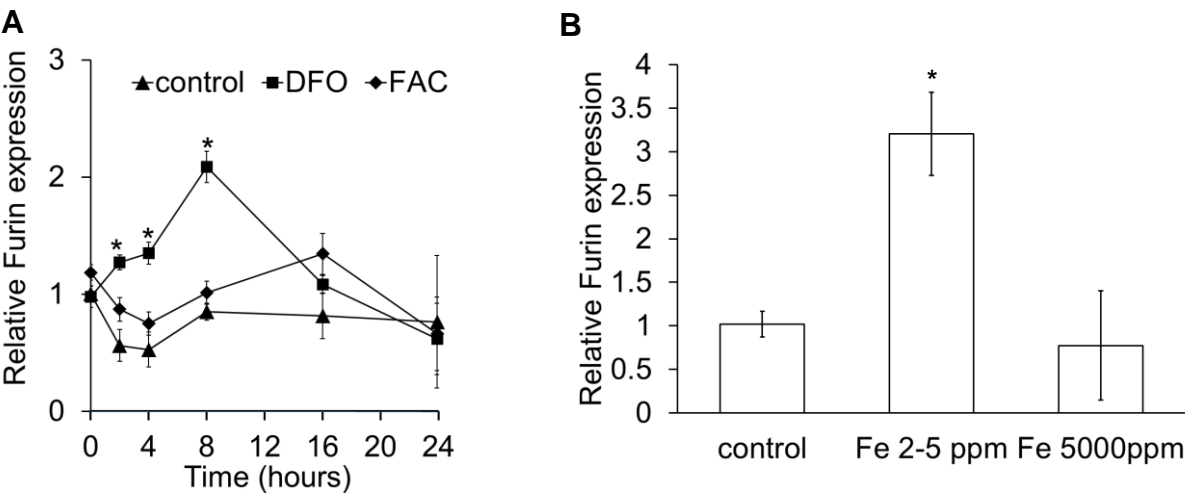 A
Relative Furin expression
3
2
1
0
control DFO FAC
*
*
*
0 4 8 12 16 20 24
Time (hours)
B
Relative Furin expression
4
3.5
3
2.5
2
1.5
1
0.5
0
*
control Fe 2-5 ppm Fe 5000ppm